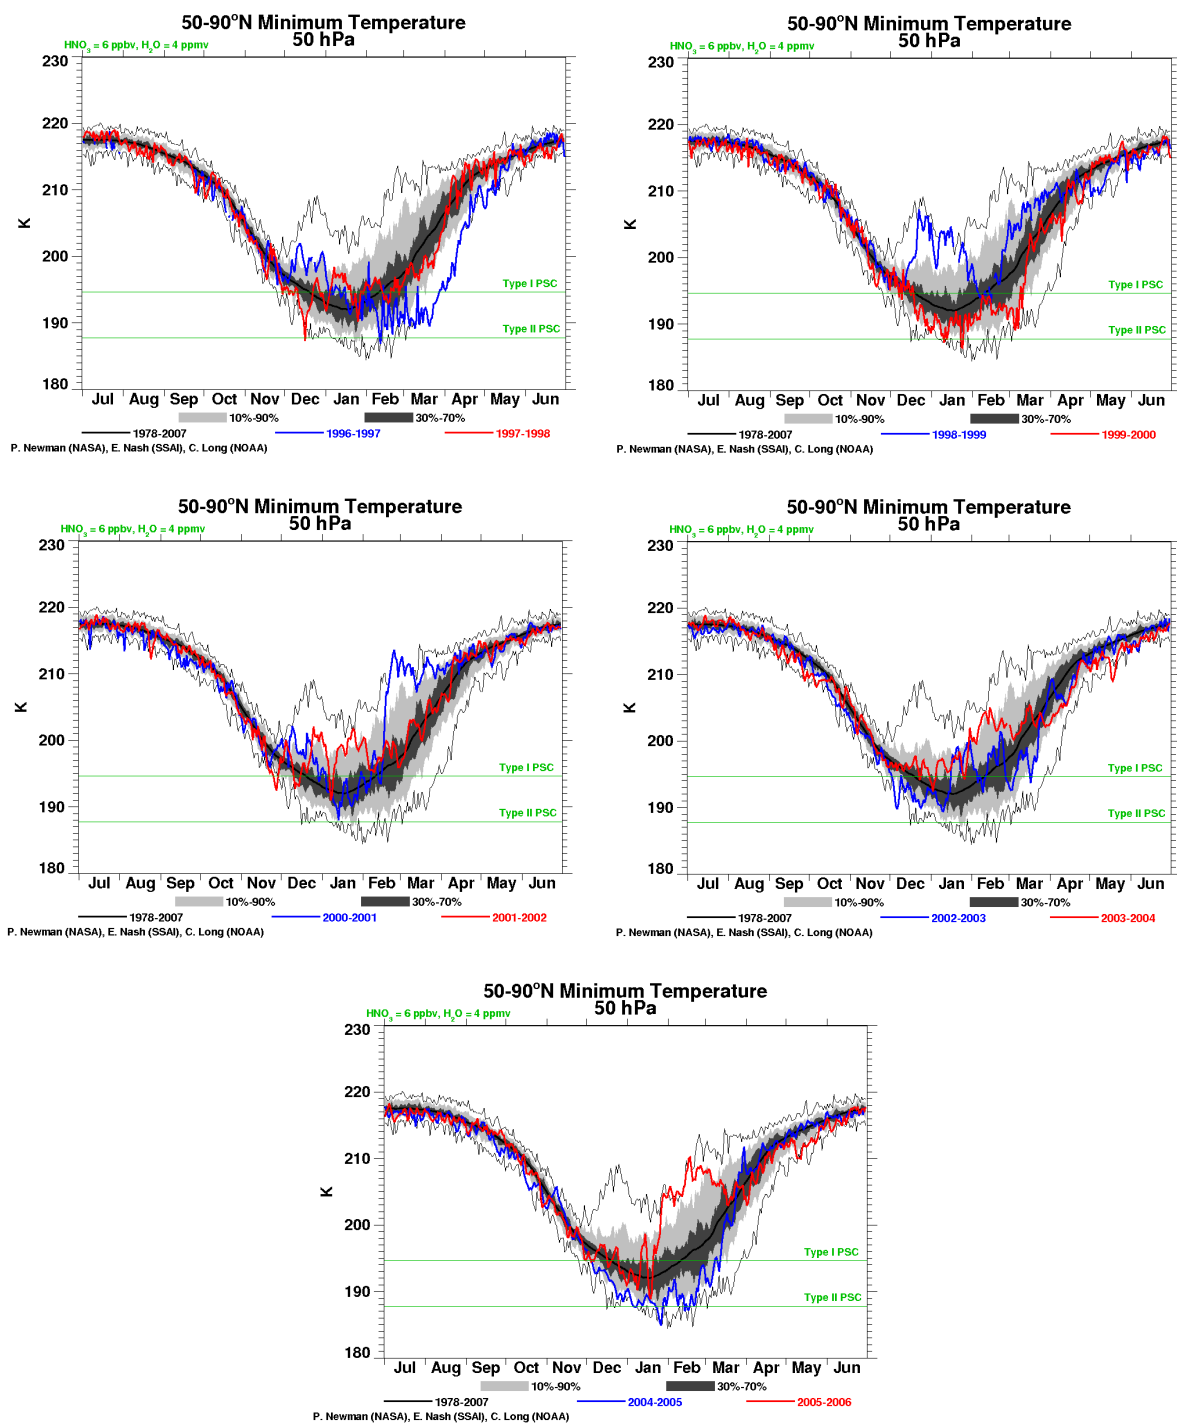 50-90°N Minimum Temperature
50 hPa
HNO3 = 6 ppbv, H2O = 4 ppmv
230
220
210
200
190
180
K
Type I PSC
Type II PSC
Jul Aug Sep Oct Nov Dec Jan Feb Mar Apr May Jun
10%-90% 30%-70%
1978-2007 1996-1997 1997-1998
P. Newman (NASA), E. Nash (SSAI), C. Long (NOAA)
50-90°N Minimum Temperature
50 hPa
HNO3 = 6 ppbv, H2O = 4 ppmv
230
220
210
200
190
180
K
Type I PSC
Type II PSC
Jul Aug Sep Oct Nov Dec Jan Feb Mar Apr May Jun
10%-90% 30%-70%
1978-2007 1998-1999 1999-2000
P. Newman (NASA), E. Nash (SSAI), C. Long (NOAA)
50-90°N Minimum Temperature
50 hPa
HNO3 = 6 ppbv, H2O = 4 ppmv
230
220
210
200
190
180
K
Type I PSC
Type II PSC
Jul Aug Sep Oct Nov Dec Jan Feb Mar Apr May Jun
10%-90% 30%-70%
1978-2007 2000-2001 2001-2002
P. Newman (NASA), E. Nash (SSAI), C. Long (NOAA)
50-90°N Minimum Temperature
50 hPa
HNO3 = 6 ppbv, H2O = 4 ppmv
230
220
210
200
190
180
K
Type I PSC
Type II PSC
Jul Aug Sep Oct Nov Dec Jan Feb Mar Apr May Jun
10%-90% 30%-70%
1978-2007 2002-2003 2003-2004
P. Newman (NASA), E. Nash (SSAI), C. Long (NOAA)
50-90°N Minimum Temperature
50 hPa
HNO3 = 6 ppbv, H2O = 4 ppmv
230
220
210
200
190
180
K
Type I PSC
Type II PSC
Jul Aug Sep Oct Nov Dec Jan Feb Mar Apr May Jun
10%-90% 30%-70%
1978-2007 2004-2005 2005-2006
P. Newman (NASA), E. Nash (SSAI), C. Long (NOAA)